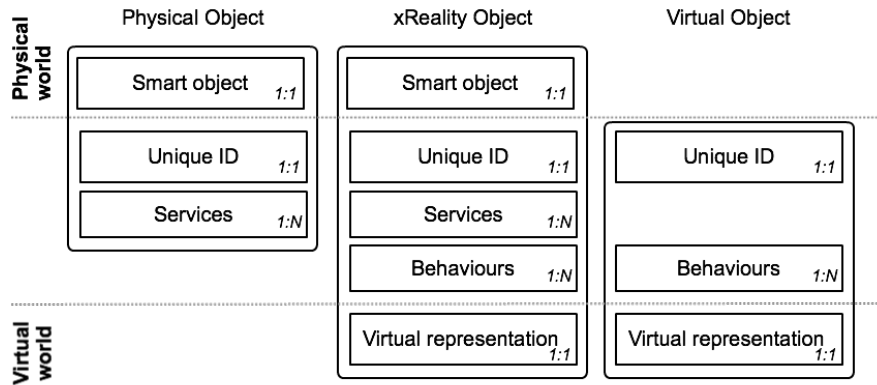 Physical Object xReality Object Virtual Object
Physical
world
Smart object 1:1 Smart object 1:1
Unique ID 1:1 Unique ID 1:1 Unique ID 1:1
Services 1:N Services 1:N
Behaviours 1:N Behaviours 1:N
Virtual
world
Virtual representation 1:1 Virtual representation 1:1